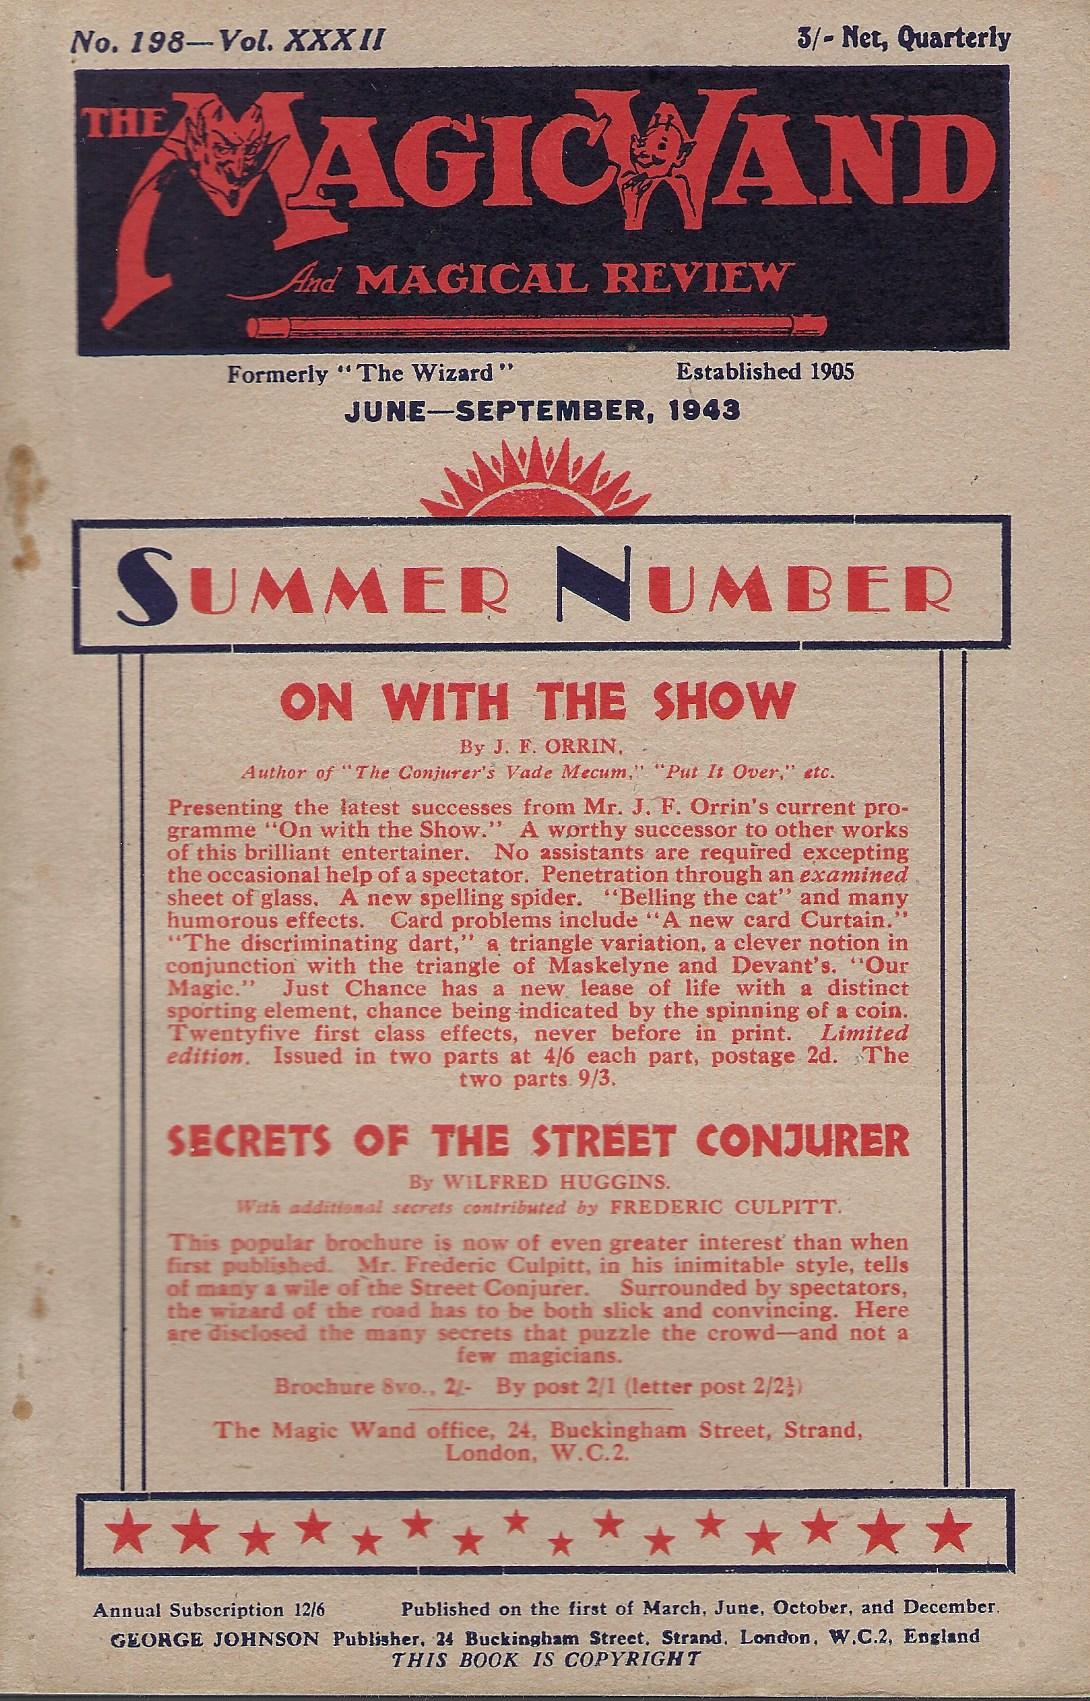 No. 198—Vol. XXXII
3/- Net, Quarterly
THE MAGIC WAND
And MAGICAL REVIEW
Formerly "The Wizard"
Established 1905
JUNE—SEPTEMBER, 1943
SUMMER NUMBER
ON WITH THE SHOW
By J. F. ORRIN,
Author of "The Conjurer's Vade Mecum," "Put It Over," etc.
Presenting the latest successes from Mr. J. F. Orrin's current pro-
gramme "On with the Show." A worthy successor to other works
of this brilliant entertainer. No assistants are required excepting
the occasional help of a spectator. Penetration through an examined
sheet of glass. A new spelling spider. "Belling the cat" and many
humorous effects. Card problems include "A new card Curtain."
"The discriminating dart," a triangle variation, a clever notion in
conjunction with the triangle of Maskelyne and Devant's. "Our
Magic." Just Chance has a new lease of life with a distinct
sporting element, chance being indicated by the spinning of a coin.
Twentyfive first class effects, never before in print. Limited
edition. Issued in two parts at 4/6 each part, postage 2d. The
two parts 9/3.
SECRETS OF THE STREET CONJURER
By WILFRED HUGGINS.
With additional secrets contributed by FREDERIC CULPITT.
This popular brochure is now of even greater interest than when
first published. Mr. Frederic Culpitt, in his inimitable style, tells
of many a wile of the Street Conjurer. Surrounded by spectators,
the wizard of the road has to be both slick and convincing. Here
are disclosed the many secrets that puzzle the crowd—and not a
few magicians.
Brochure 8vo., 2/- By post 2/1 (letter post 2/2½)
The Magic Wand office, 24, Buckingham Street, Strand,
London, W.C.2.
Annual Subscription 12/6
Published on the first of March, June, October, and December.
GEORGE JOHNSON Publisher, 24 Buckingham Street, Strand, London, W.C.2, England
THIS BOOK IS COPYRIGHT